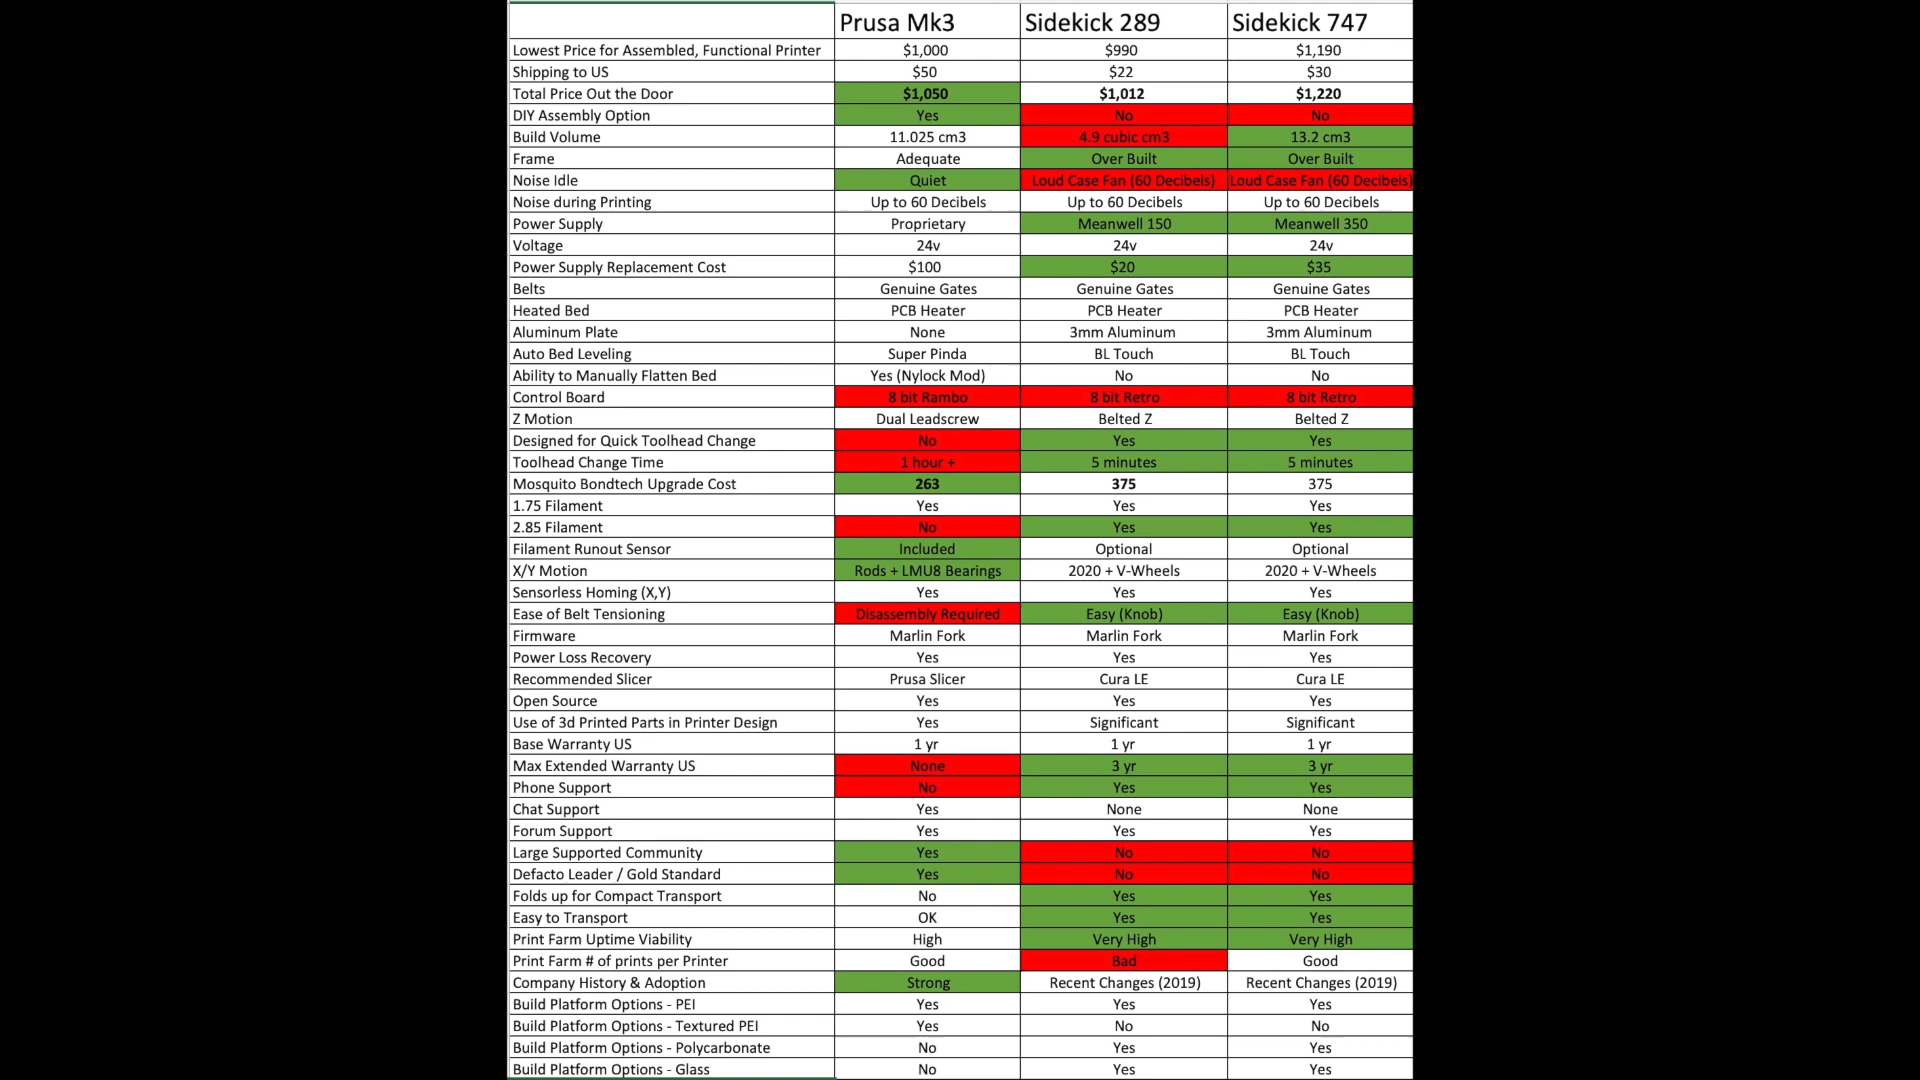 Prusa Mk3 Sidekick 289 Sidekick 747
Lowest Price for Assembled, Functional Printer $1,000 $990 $1,190
Shipping to US $50 $22 $30
Total Price Out the Door $1,050 $1,012 $1,220
DIY Assembly Option Yes No No
Build Volume 11.025 cm3 4.9 cubic cm3 13.2 cm3
Frame Adequate Over Built Over Built
Noise Idle Quiet Loud Case Fan (60 Decibels) Loud Case Fan (60 Decibels)
Noise during Printing Up to 60 Decibels Up to 60 Decibels Up to 60 Decibels
Power Supply Proprietary Meanwell 150 Meanwell 350
Voltage 24v 24v 24v
Power Supply Replacement Cost $100 $20 $35
Belts Genuine Gates Genuine Gates Genuine Gates
Heated Bed PCB Heater PCB Heater PCB Heater
Aluminum Plate None 3mm Aluminum 3mm Aluminum
Auto Bed Leveling Super Pinda BL Touch BL Touch
Ability to Manually Flatten Bed Yes (Nylock Mod) No No
Control Board 8 bit Rambo 8 bit Retro 8 bit Retro
Z Motion Dual Leadscrew Belted Z Belted Z
Designed for Quick Toolhead Change No Yes Yes
Toolhead Change Time 1 hour + 5 minutes 5 minutes
Mosquito Bondtech Upgrade Cost 263 375 375
1.75 Filament Yes Yes Yes
2.85 Filament No Yes Yes
Filament Runout Sensor Included Optional Optional
X/Y Motion Rods + LMU8 Bearings 2020 + V-Wheels 2020 + V-Wheels
Sensorless Homing (X,Y) Yes Yes Yes
Ease of Belt Tensioning Disassembly Required Easy (Knob) Easy (Knob)
Firmware Marlin Fork Marlin Fork Marlin Fork
Power Loss Recovery Yes Yes Yes
Recommended Slicer Prusa Slicer Cura LE Cura LE
Open Source Yes Yes Yes
Use of 3d Printed Parts in Printer Design Yes Significant Significant
Base Warranty US 1 yr 1 yr 1 yr
Max Extended Warranty US None 3 yr 3 yr
Phone Support No Yes Yes
Chat Support Yes None None
Forum Support Yes Yes Yes
Large Supported Community Yes No No
Defacto Leader / Gold Standard Yes No No
Folds up for Compact Transport No Yes Yes
Easy to Transport OK Yes Yes
Print Farm Uptime Viability High Very High Very High
Print Farm # of prints per Printer Good Bad Good
Company History & Adoption Strong Recent Changes (2019) Recent Changes (2019)
Build Platform Options - PEI Yes Yes Yes
Build Platform Options - Textured PEI Yes No No
Build Platform Options - Polycarbonate No Yes Yes
Build Platform Options - Glass No Yes Yes